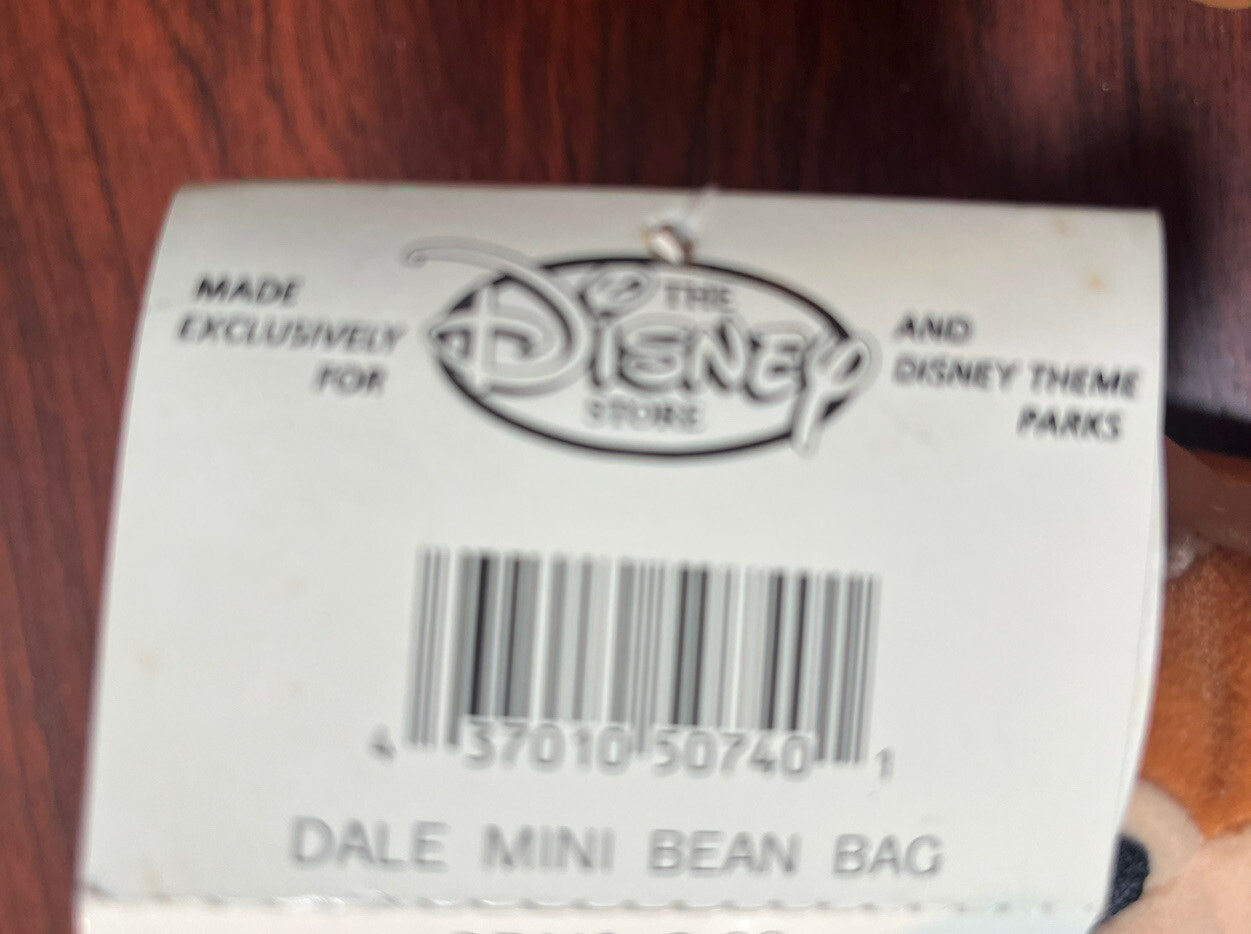 MADE
EXCLUSIVELY
FOR
THE
DISNEY
STORE
AND
DISNEY THEME
PARKS
4 37010 50740 1
DALE MINI BEAN BAG